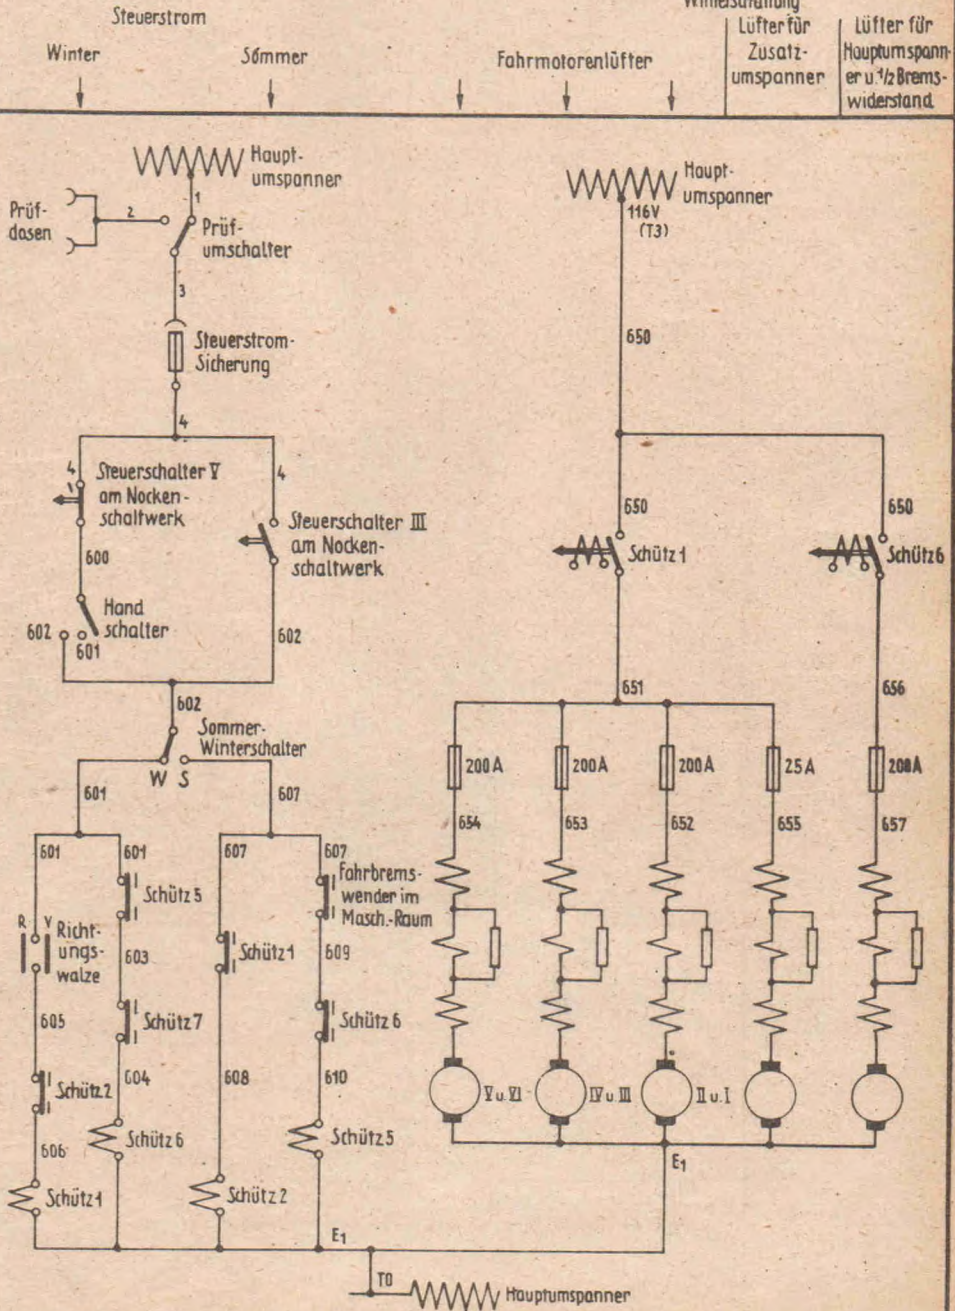 Steuerstrom
Winter
Sommer
Fahrmotorenlüfter
Lüfter für
Zusatz-
umspanner
Lüfter für
Hauptumspann-
er u. 1/2 Brems-
widerstand
Haupt-
umspanner
1
2
Prüf-
dosen
Prüf-
umschalter
3
Steuerstrom-
Sicherung
4
4
Steuerschalter V
am Nocken-
schaltwerk
4
Steuerschalter III
am Nocken-
schaltwerk
600
Hand
schalter
602
601
602
602
Sommer-
Winterschalter
W S
601
607
601
601
Schütz 5
R V
Richt-
ungs-
walze
603
605
Schütz 7
604
Schütz 2
606
Schütz 6
Schütz 1
607
607
Fahrbrems-
wender im
Masch.-Raum
Schütz 1
609
Schütz 6
608
610
Schütz 5
Schütz 2
E1
T0
Hauptumspanner
Haupt-
umspanner
116V
(T3)
650
650
650
Schütz 1
Schütz 6
651
656
200A
200A
200A
25A
200A
654
653
652
655
657
V u. VI
IV u. III
II u. I
E1